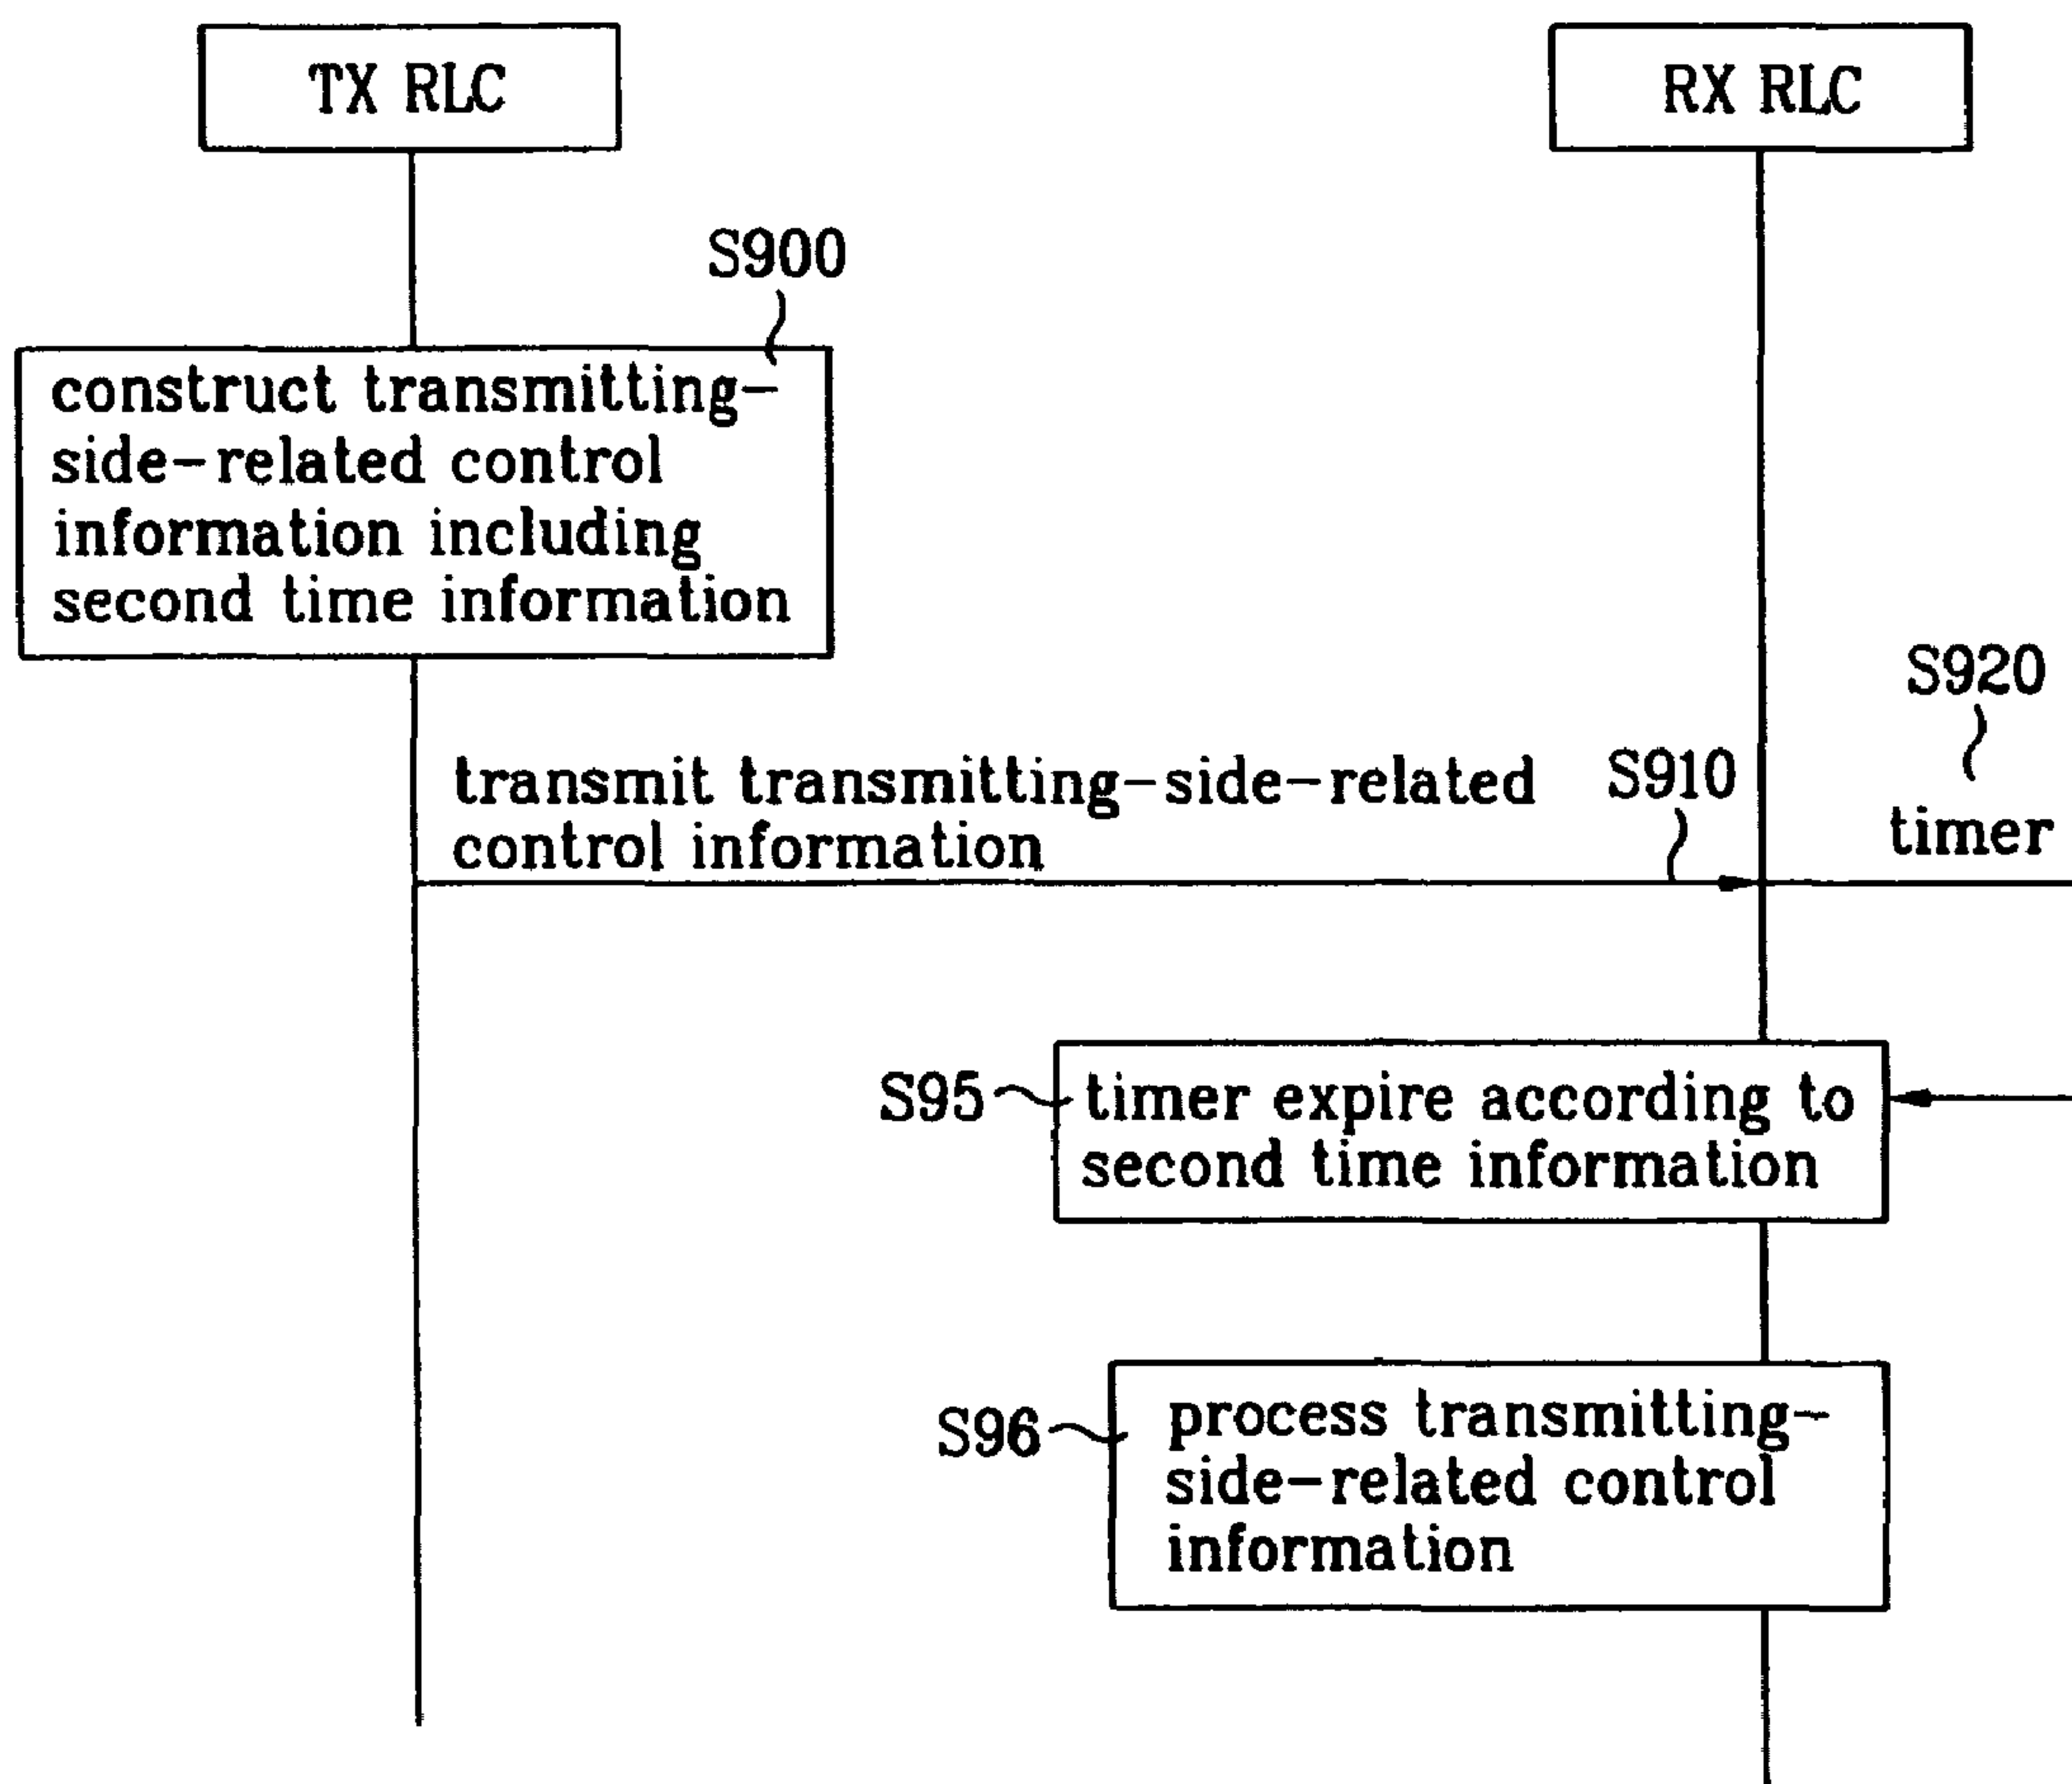 TX RLC
RX RLC
S900
construct transmitting-
side-related control
information including
second time information
S920
transmit transmitting-side-related
control information
S910
timer
S95
timer expire according to
second time information
S96
process transmitting-
side-related control
information